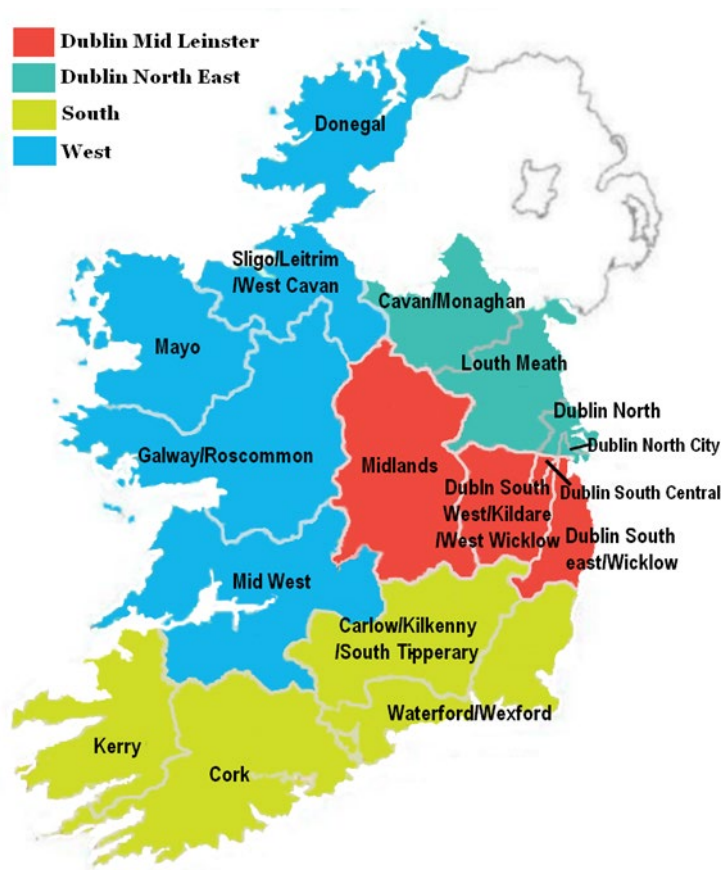 Dublin Mid Leinster
Dublin North East
South
West
Donegal
Sligo/Leitrim
/West Cavan
Cavan/Monaghan
Mayo
Louth Meath
Dublin North
Dublin North City
Galway/Roscommon
Midlands
Dubln South
West/Kildare
/West Wicklow
Dublin South Central
Dublin South
east/Wicklow
Mid West
Carlow/Kilkenny
/South Tipperary
Waterford/Wexford
Kerry
Cork